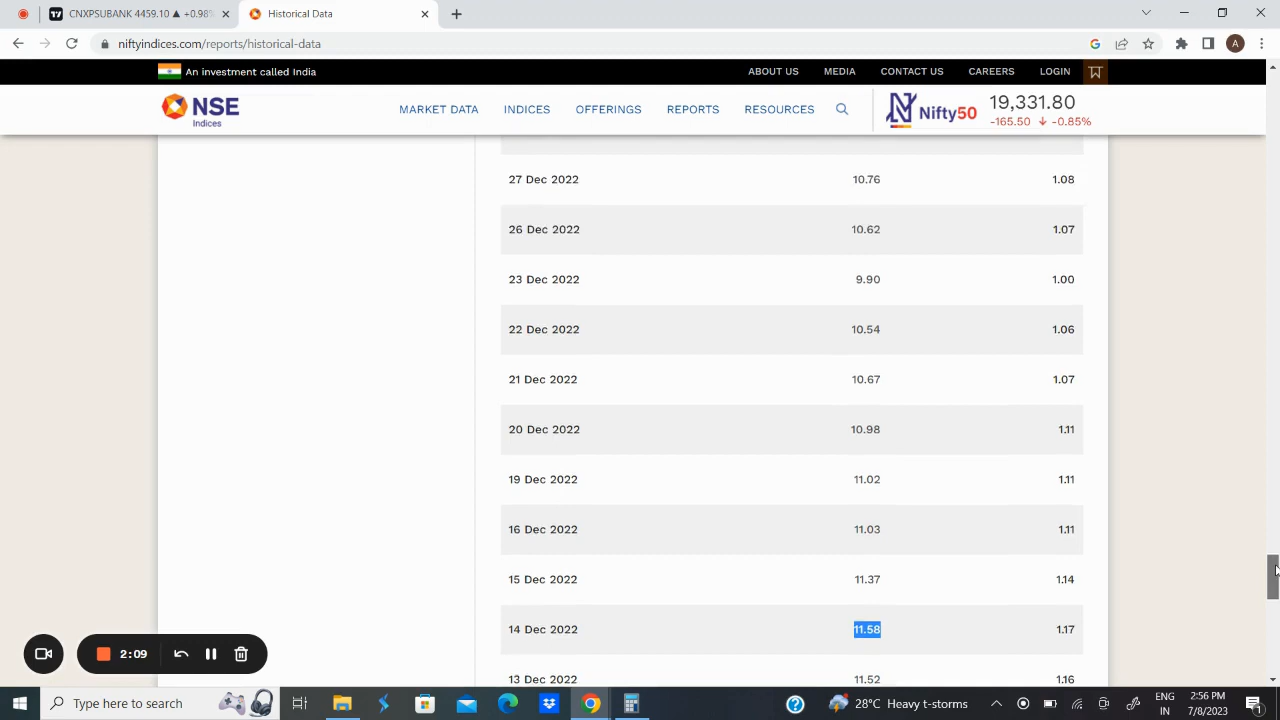 CNXPSUBANK 4459.10 ▲ +0.98%
Historical Data
niftyindices.com/reports/historical-data
A
An investment called India
ABOUT US MEDIA CONTACT US CAREERS LOGIN
NSE
Indices
MARKET DATA INDICES OFFERINGS REPORTS RESOURCES
Nifty50
19,331.80
-165.50 ↓ -0.85%
27 Dec 2022 10.76 1.08
26 Dec 2022 10.62 1.07
23 Dec 2022 9.90 1.00
22 Dec 2022 10.54 1.06
21 Dec 2022 10.67 1.07
20 Dec 2022 10.98 1.11
19 Dec 2022 11.02 1.11
16 Dec 2022 11.03 1.11
15 Dec 2022 11.37 1.14
14 Dec 2022 11.58 1.17
13 Dec 2022 11.52 1.16
2:09
Type here to search
28°C Heavy t-storms
ENG
IN
2:56 PM
7/8/2023